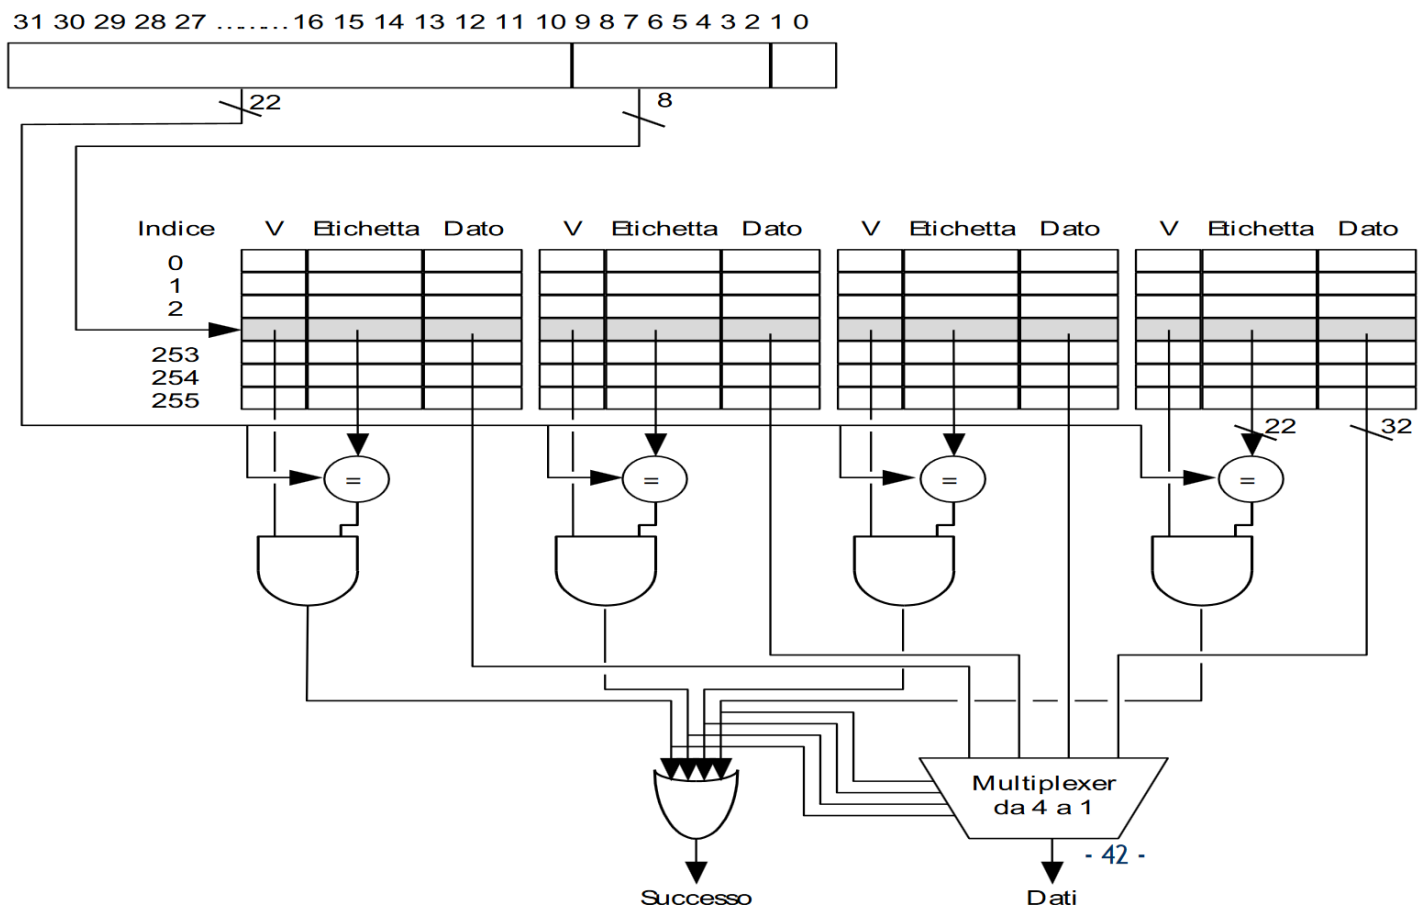 31 30 29 28 27 ......... 16 15 14 13 12 11 10 9 8 7 6 5 4 3 2 1 0
22
8
Indice V Etichetta Dato V Etichetta Dato V Etichetta Dato V Etichetta Dato
0
1
2
253
254
255
22 32
= = = =
Multiplexer
da 4 a 1
- 42 -
Successo Dati